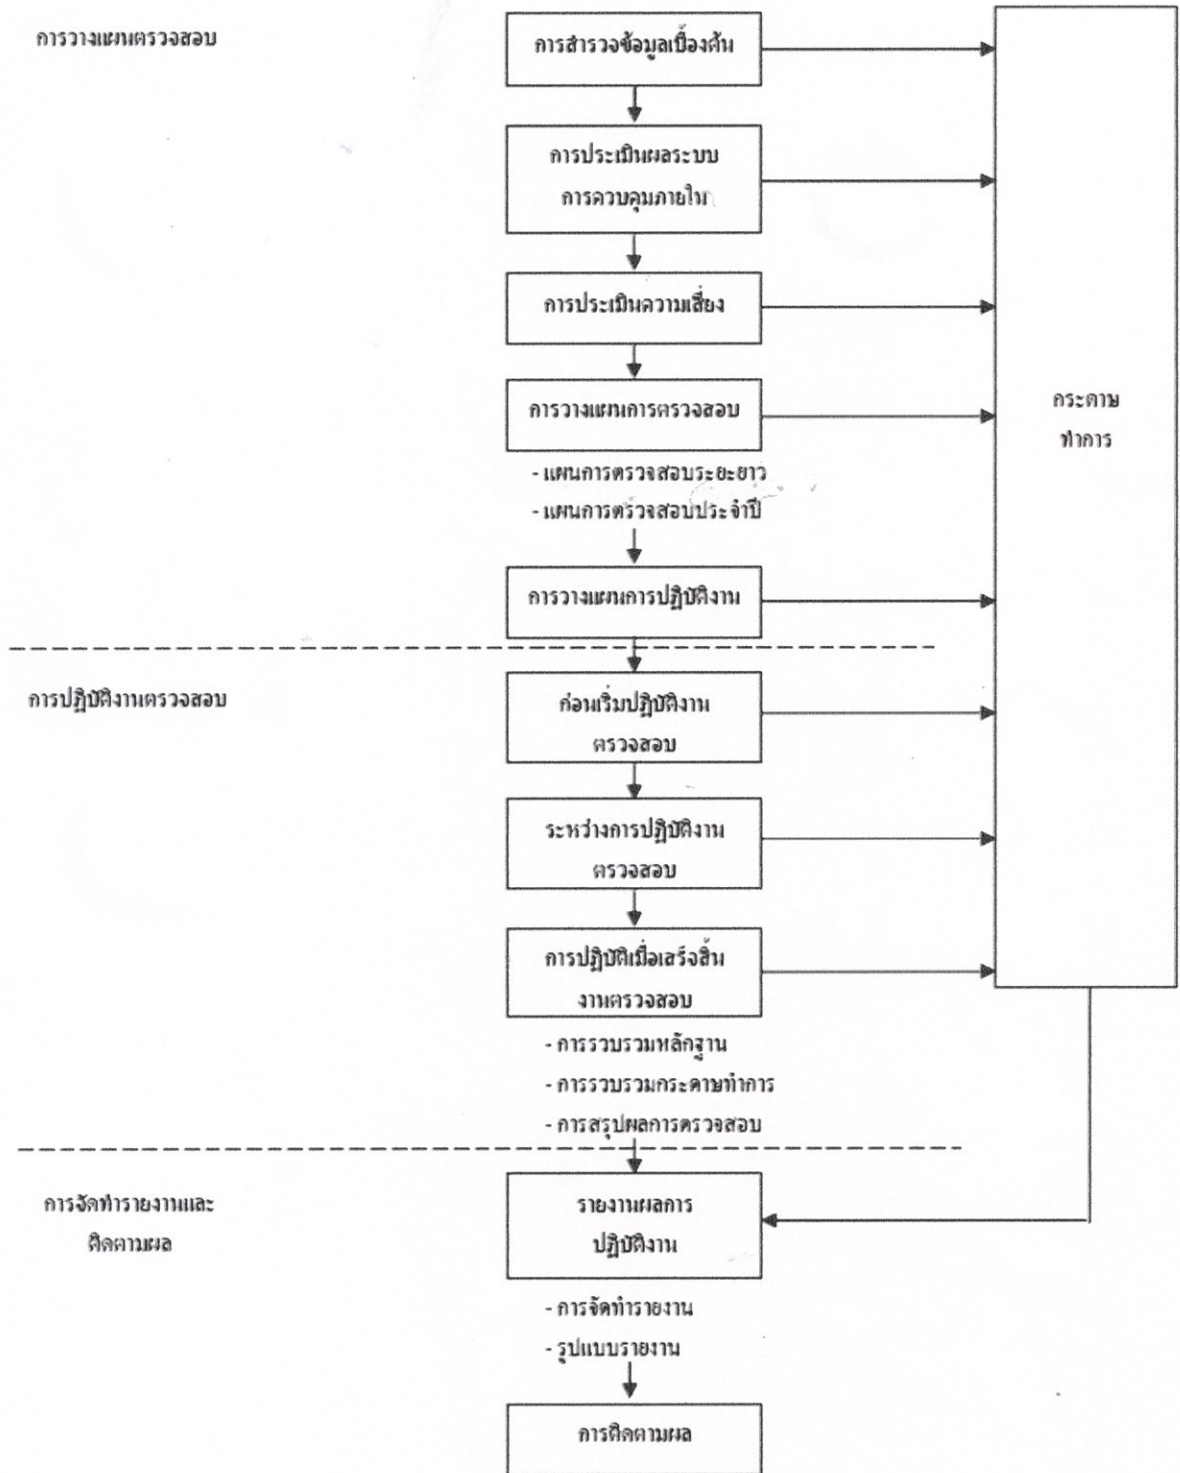 การวางแผนตรวจสอบ
การสำรวจข้อมูลเบื้องต้น
การประเมินผลระบบ
การควบคุมภายใน
การประเมินความเสี่ยง
การวางแผนการตรวจสอบ
- แผนการตรวจสอบระยะยาว
- แผนการตรวจสอบประจำปี
การวางแผนการปฏิบัติงาน
กระดาษ
ทำการ
การปฏิบัติงานตรวจสอบ
ก่อนเริ่มปฏิบัติงาน
ตรวจสอบ
ระหว่างการปฏิบัติงาน
ตรวจสอบ
การปฏิบัติเมื่อเสร็จสิ้น
งานตรวจสอบ
- การรวบรวมหลักฐาน
- การรวบรวมกระดาษทำการ
- การสรุปผลการตรวจสอบ
การจัดทำรายงานและ
ติดตามผล
รายงานผลการ
ปฏิบัติงาน
- การจัดทำรายงาน
- รูปแบบรายงาน
การติดตามผล